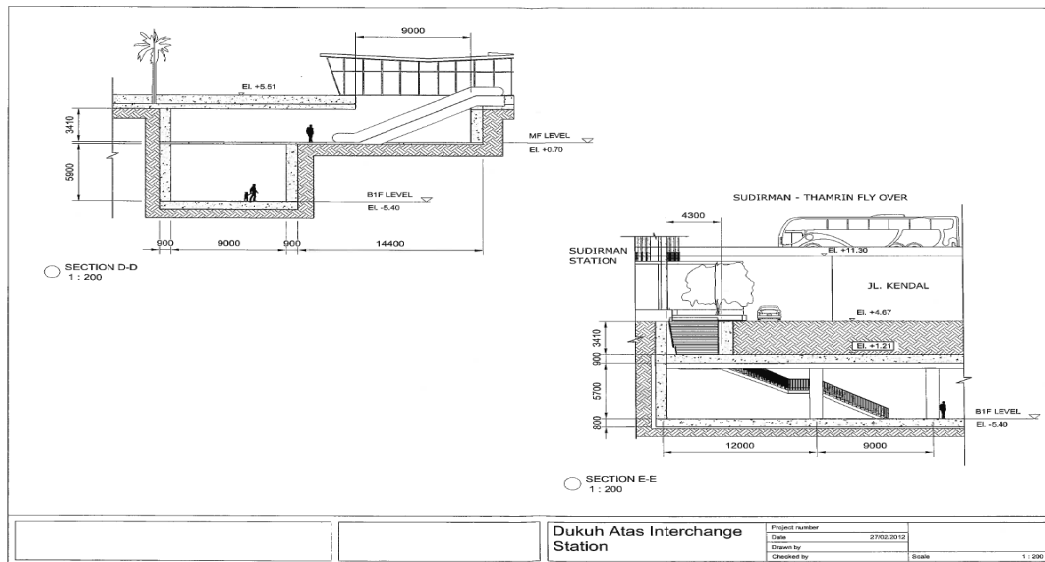 9000
El. +5.51
3410
MF LEVEL
El. +0.70
5900
B1F LEVEL
EL -5.40
900
9000
900
14400
SECTION D-D
1 : 200
SUDIRMAN - THAMRIN FLY OVER
4300
SUDIRMAN
STATION
El. +11.30
JL. KENDAL
El. +4.67
3410
El. +1.21
900
5700
B1F LEVEL
EL -5.40
800
12000
9000
SECTION E-E
1 : 200
Dukuh Atas Interchange
Station
Project number
Date 27/02.2012
Drawn by
Checked by
Scale 1 : 200